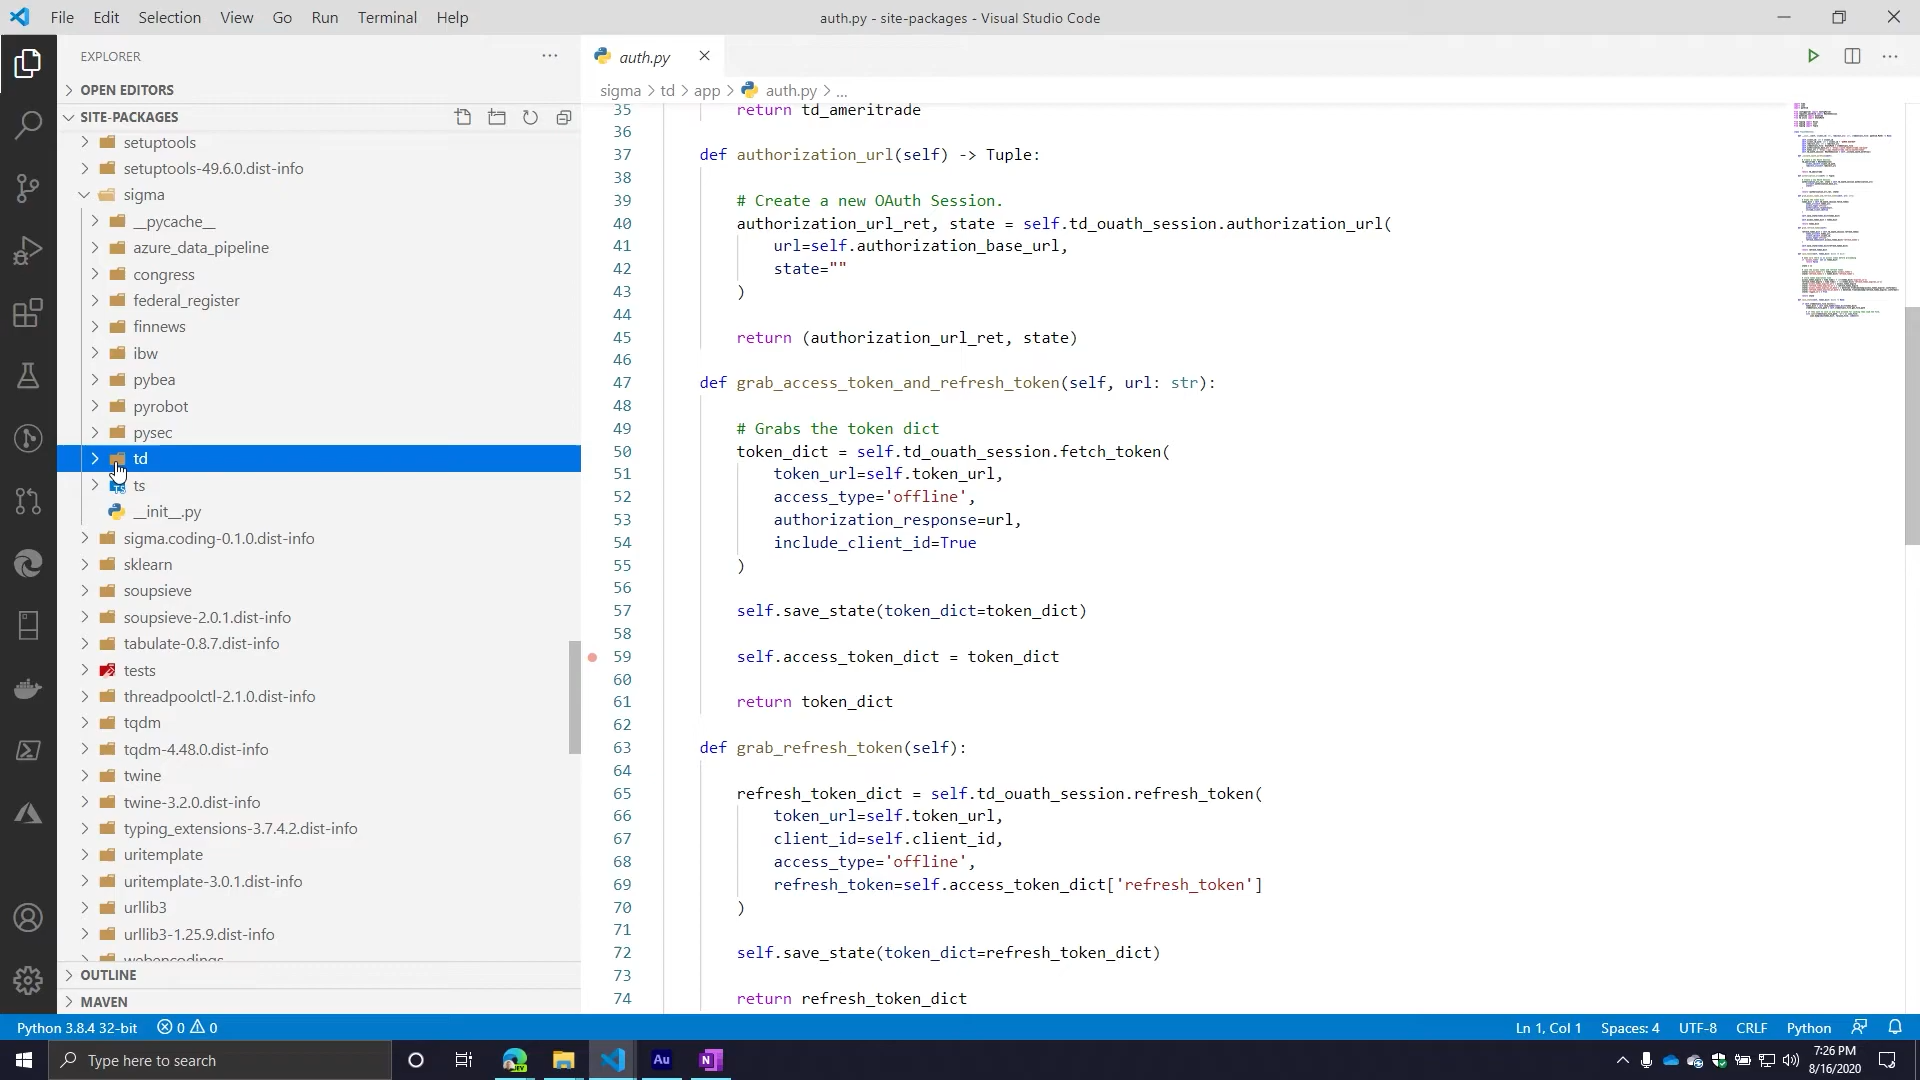 File Edit Selection View Go Run Terminal Help
auth.py - site-packages - Visual Studio Code
EXPLORER
OPEN EDITORS
SITE-PACKAGES
setuptools
setuptools-49.6.0.dist-info
sigma
__pycache__
azure_data_pipeline
congress
federal_register
finnews
ibw
pybea
pyrobot
pysec
td
ts
__init__.py
sigma.coding-0.1.0.dist-info
sklearn
soupsieve
soupsieve-2.0.1.dist-info
tabulate-0.8.7.dist-info
tests
threadpoolctl-2.1.0.dist-info
tqdm
tqdm-4.48.0.dist-info
twine
twine-3.2.0.dist-info
typing_extensions-3.7.4.2.dist-info
uritemplate
uritemplate-3.0.1.dist-info
urllib3
urllib3-1.25.9.dist-info
webencodings
OUTLINE
MAVEN
auth.py
sigma > td > app > auth.py > ...
35 return td_ameritrade
36
37 def authorization_url(self) -> Tuple:
38
39 # Create a new OAuth Session.
40 authorization_url_ret, state = self.td_ouath_session.authorization_url(
41 url=self.authorization_base_url,
42 state=""
43 )
44
45 return (authorization_url_ret, state)
46
47 def grab_access_token_and_refresh_token(self, url: str):
48
49 # Grabs the token dict
50 token_dict = self.td_ouath_session.fetch_token(
51 token_url=self.token_url,
52 access_type='offline',
53 authorization_response=url,
54 include_client_id=True
55 )
56
57 self.save_state(token_dict=token_dict)
58
59 self.access_token_dict = token_dict
60
61 return token_dict
62
63 def grab_refresh_token(self):
64
65 refresh_token_dict = self.td_ouath_session.refresh_token(
66 token_url=self.token_url,
67 client_id=self.client_id,
68 access_type='offline',
69 refresh_token=self.access_token_dict['refresh_token']
70 )
71
72 self.save_state(token_dict=refresh_token_dict)
73
74 return refresh_token_dict
Python 3.8.4 32-bit 0 0
Ln 1, Col 1 Spaces: 4 UTF-8 CRLF Python
Type here to search
Au
N
7:26 PM
8/16/2020